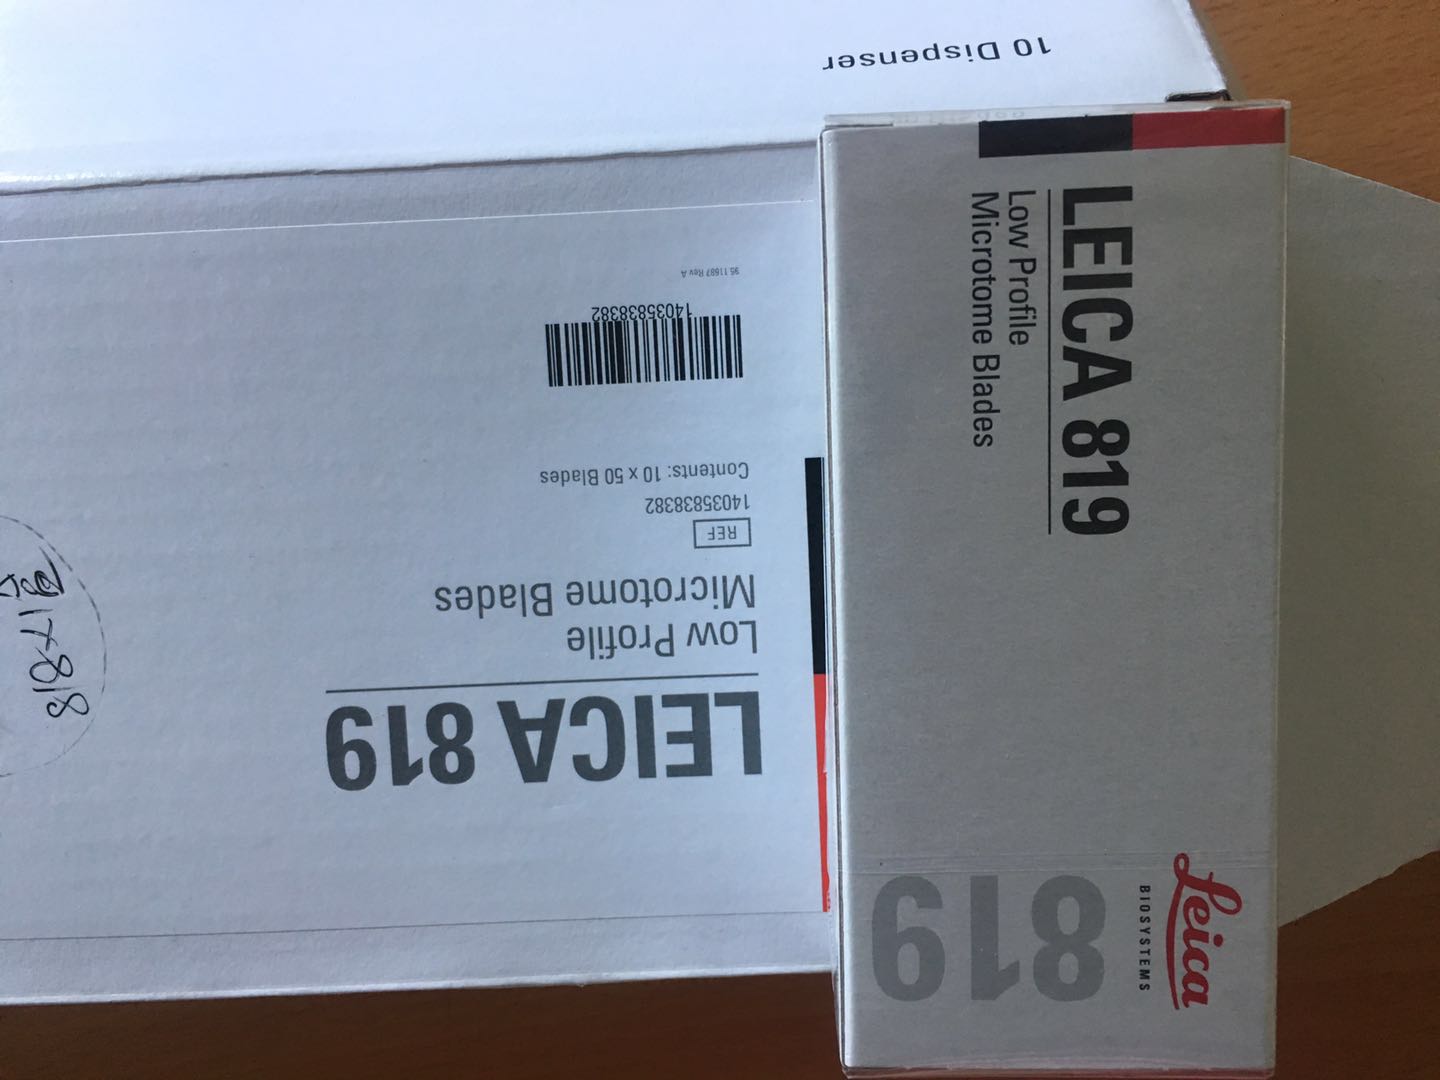 10 Dispenser
95.11687 Rev A
14035838382
Contents: 10 x 50 Blades
14035838382
REF
Low Profile
Microtome Blades
LEICA 819
818
LEICA 819
Low Profile
Microtome Blades
819
Leica
BIOSYSTEMS